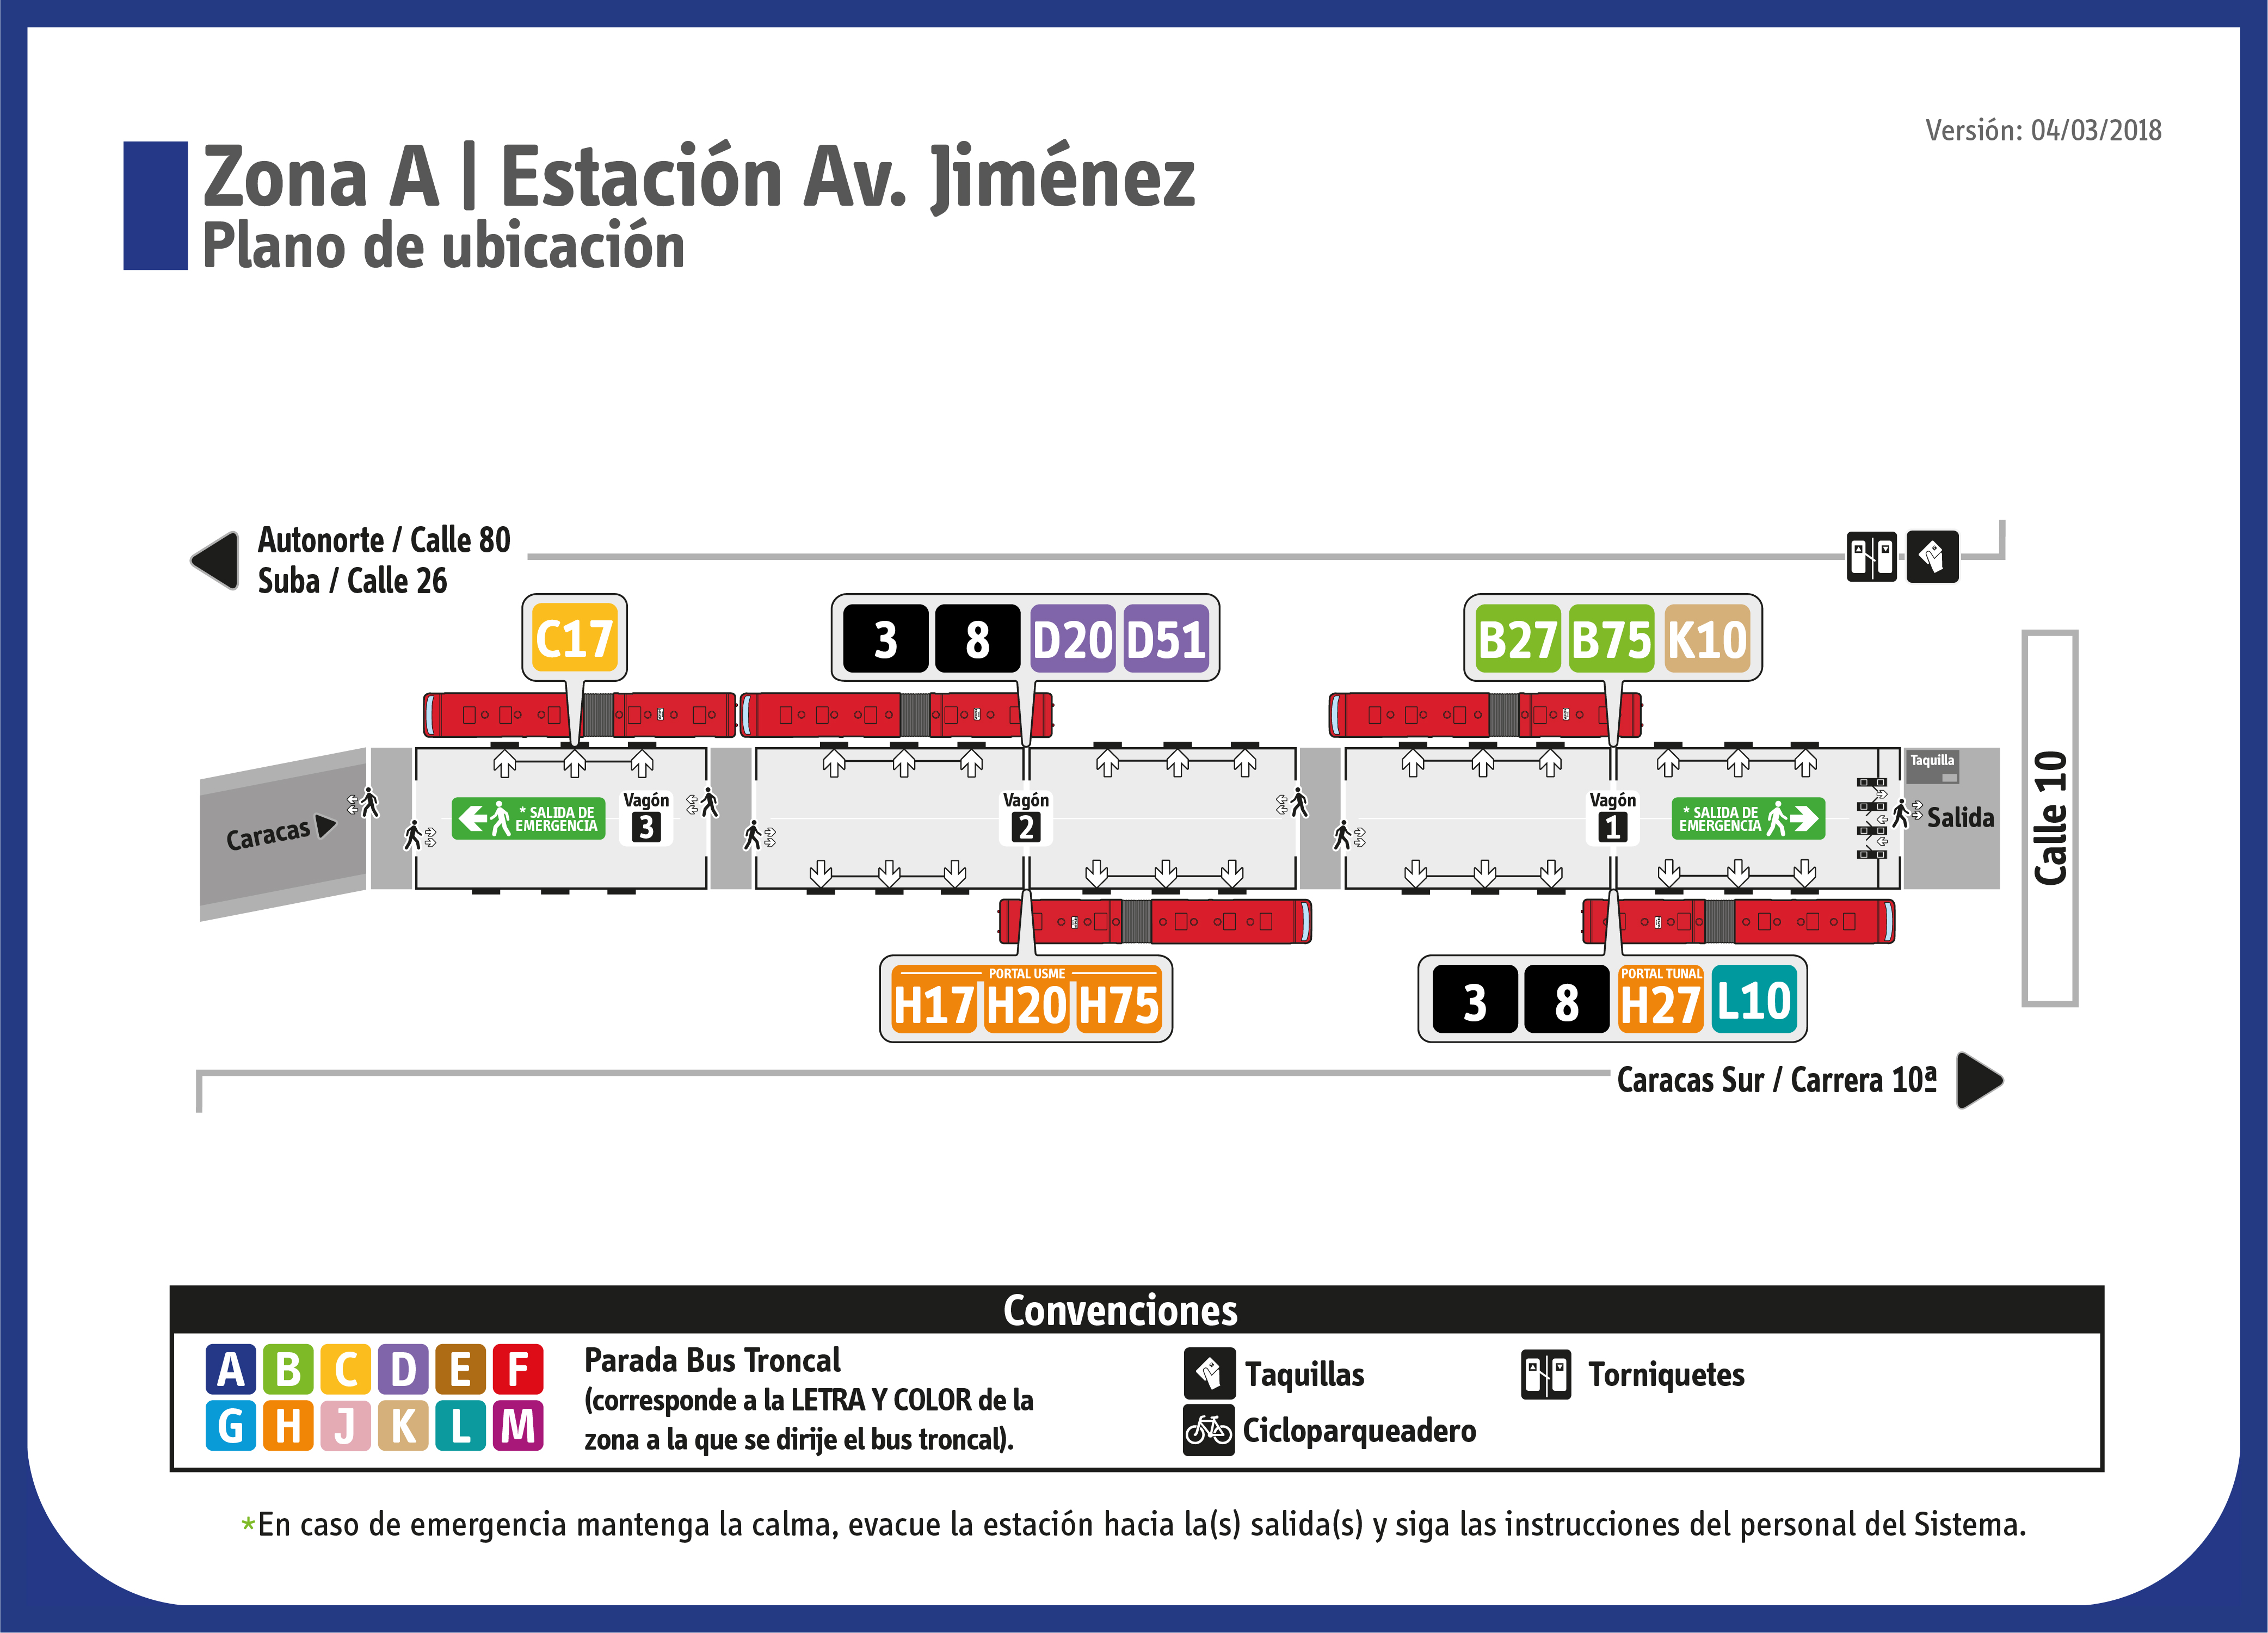 Versión: 04/03/2018
Zona A | Estación Av. Jiménez
Plano de ubicación
Autonorte / Calle 80
Suba / Calle 26
C17
3 8 D20 D51
B27 B75 K10
Caracas
* SALIDA DE
EMERGENCIA
Vagón
3
Vagón
2
Vagón
1
* SALIDA DE
EMERGENCIA
Taquilla
Salida
Calle 10
PORTAL USME
H17 H20 H75
PORTAL TUNAL
3 8 H27 L10
Caracas Sur / Carrera 10ª
Convenciones
A B C D E F
G H J K L M
Parada Bus Troncal
(corresponde a la LETRA Y COLOR de la
zona a la que se dirije el bus troncal).
Taquillas
Cicloparqueadero
Torniquetes
*En caso de emergencia mantenga la calma, evacue la estación hacia la(s) salida(s) y siga las instrucciones del personal del Sistema.